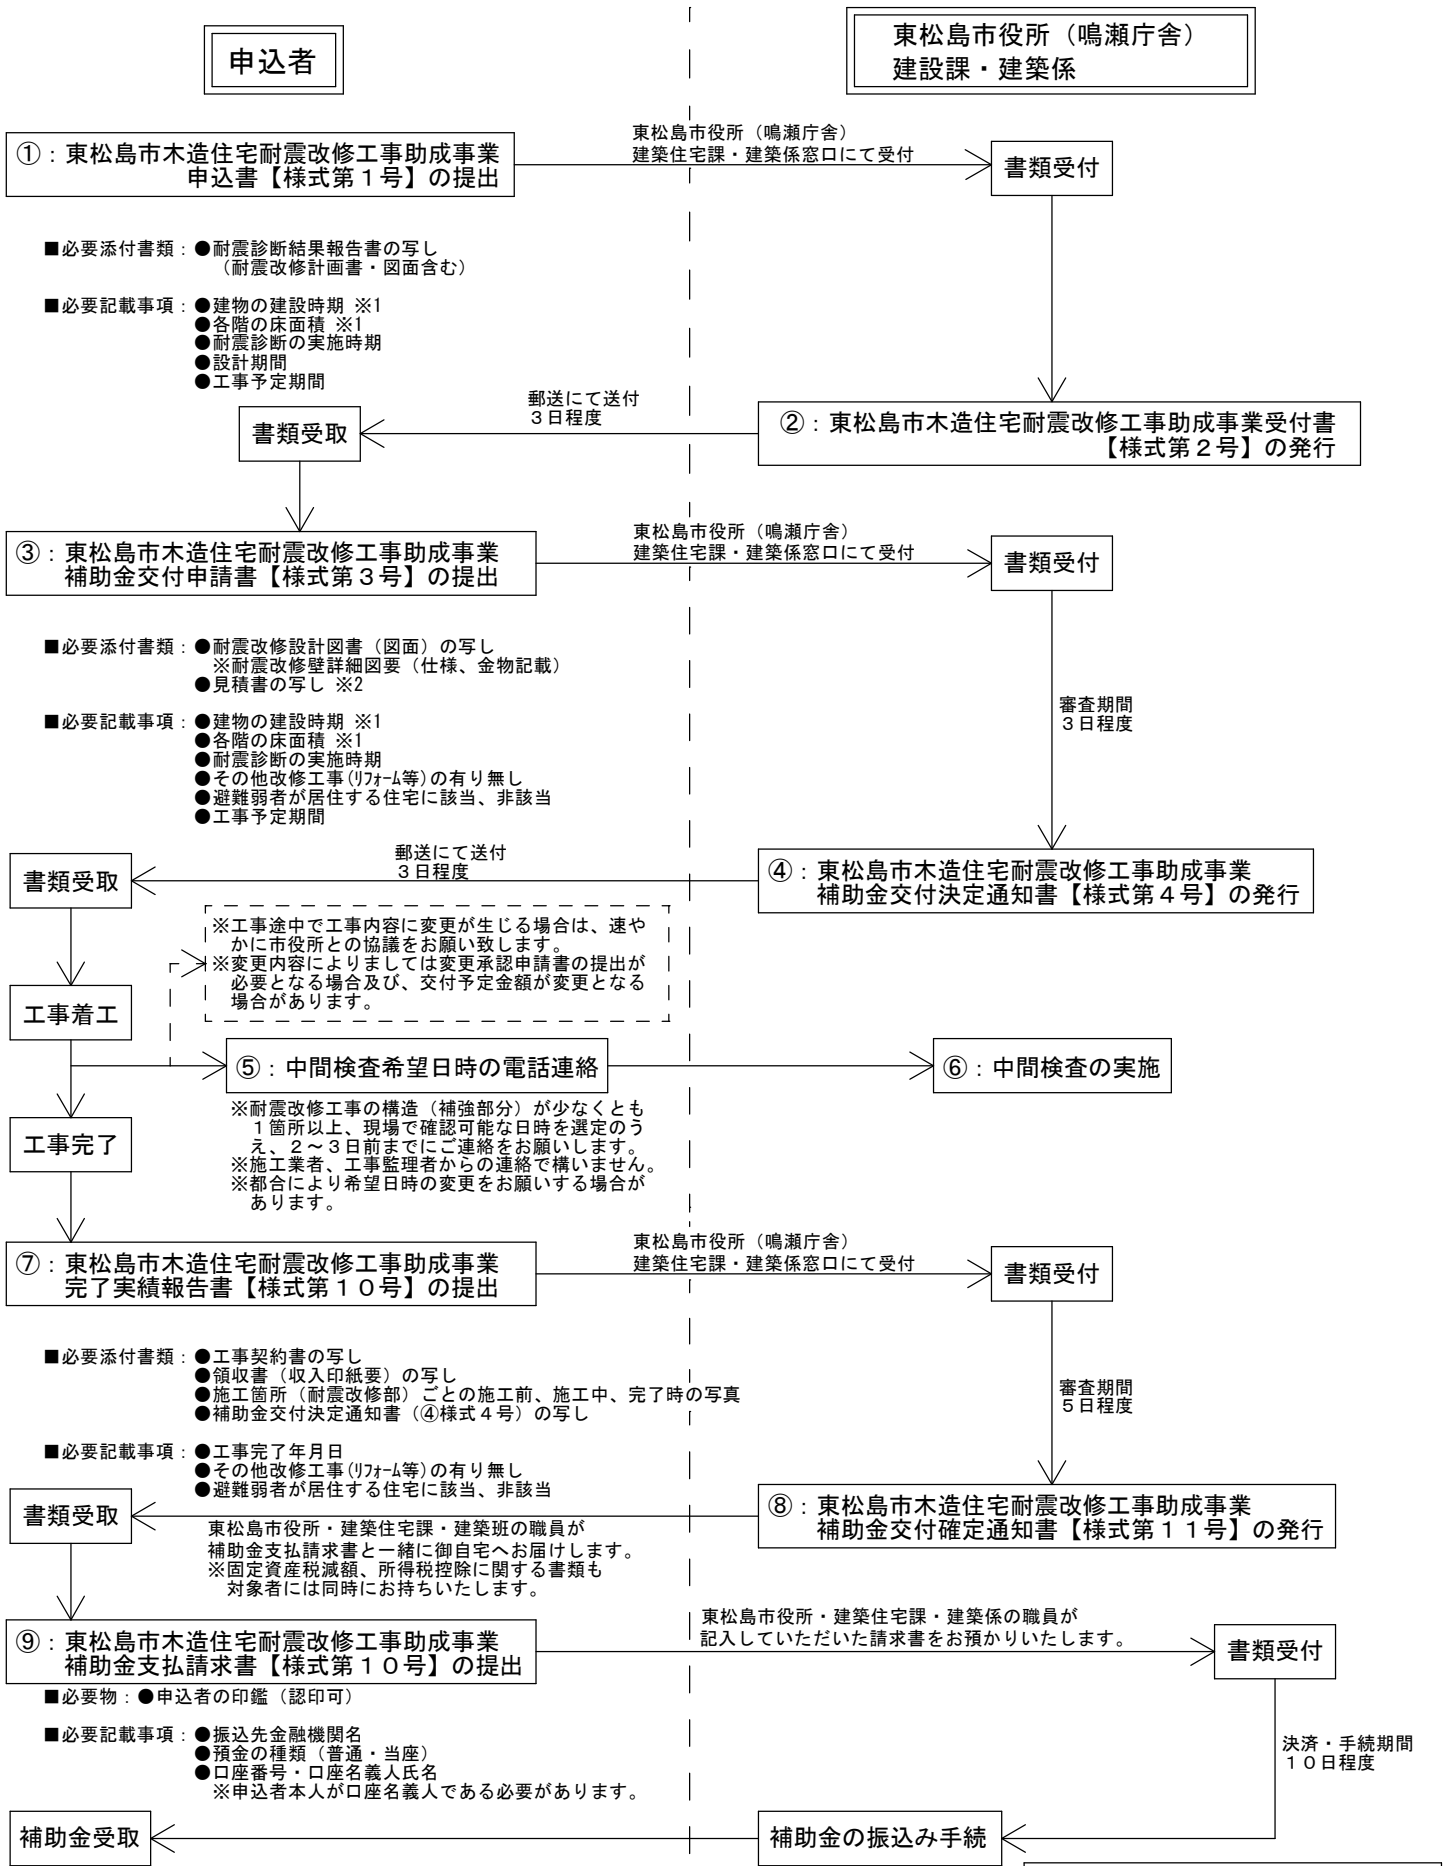 申込者
東松島市役所（鳴瀬庁舎）
建設課・建築係
①：東松島市木造住宅耐震改修工事助成事業
申込書【様式第１号】の提出
東松島市役所（鳴瀬庁舎）
建築住宅課・建築係窓口にて受付
書類受付
■必要添付書類：●耐震診断結果報告書の写し
（耐震改修計画書・図面含む）
■必要記載事項：●建物の建設時期 ※1
●各階の床面積 ※1
●耐震診断の実施時期
●設計期間
●工事予定期間
郵送にて送付
３日程度
書類受取
②：東松島市木造住宅耐震改修工事助成事業受付書
【様式第２号】の発行
③：東松島市木造住宅耐震改修工事助成事業
補助金交付申請書【様式第３号】の提出
東松島市役所（鳴瀬庁舎）
建築住宅課・建築係窓口にて受付
書類受付
■必要添付書類：●耐震改修設計図書（図面）の写し
※耐震改修壁詳細図要（仕様、金物記載）
●見積書の写し ※2
■必要記載事項：●建物の建設時期 ※1
●各階の床面積 ※1
●耐震診断の実施時期
●その他改修工事(ﾘﾌｫｰﾑ等)の有り無し
●避難弱者が居住する住宅に該当、非該当
●工事予定期間
審査期間
３日程度
郵送にて送付
３日程度
書類受取
④：東松島市木造住宅耐震改修工事助成事業
補助金交付決定通知書【様式第４号】の発行
※工事途中で工事内容に変更が生じる場合は、速や
かに市役所との協議をお願い致します。
※変更内容によりましては変更承認申請書の提出が
必要となる場合及び、交付予定金額が変更となる
場合があります。
工事着工
⑤：中間検査希望日時の電話連絡
⑥：中間検査の実施
※耐震改修工事の構造（補強部分）が少なくとも
１箇所以上、現場で確認可能な日時を選定のう
え、２～３日前までにご連絡をお願いします。
※施工業者、工事監理者からの連絡で構いません。
※都合により希望日時の変更をお願いする場合が
あります。
工事完了
⑦：東松島市木造住宅耐震改修工事助成事業
完了実績報告書【様式第１０号】の提出
東松島市役所（鳴瀬庁舎）
建築住宅課・建築係窓口にて受付
書類受付
■必要添付書類：●工事契約書の写し
●領収書（収入印紙要）の写し
●施工箇所（耐震改修部）ごとの施工前、施工中、完了時の写真
●補助金交付決定通知書（④様式４号）の写し
■必要記載事項：●工事完了年月日
●その他改修工事(ﾘﾌｫｰﾑ等)の有り無し
●避難弱者が居住する住宅に該当、非該当
審査期間
５日程度
書類受取
⑧：東松島市木造住宅耐震改修工事助成事業
補助金交付確定通知書【様式第１１号】の発行
東松島市役所・建築住宅課・建築班の職員が
補助金支払請求書と一緒に御自宅へお届けします。
※固定資産税減額、所得税控除に関する書類も
対象者には同時にお持ちいたします。
⑨：東松島市木造住宅耐震改修工事助成事業
補助金支払請求書【様式第１０号】の提出
東松島市役所・建築住宅課・建築係の職員が
記入していただいた請求書をお預かりいたします。
書類受付
■必要物：●申込者の印鑑（認印可）
■必要記載事項：●振込先金融機関名
●預金の種類（普通・当座）
●口座番号・口座名義人氏名
※申込者本人が口座名義人である必要があります。
決済・手続期間
１０日程度
補助金受取
補助金の振込み手続